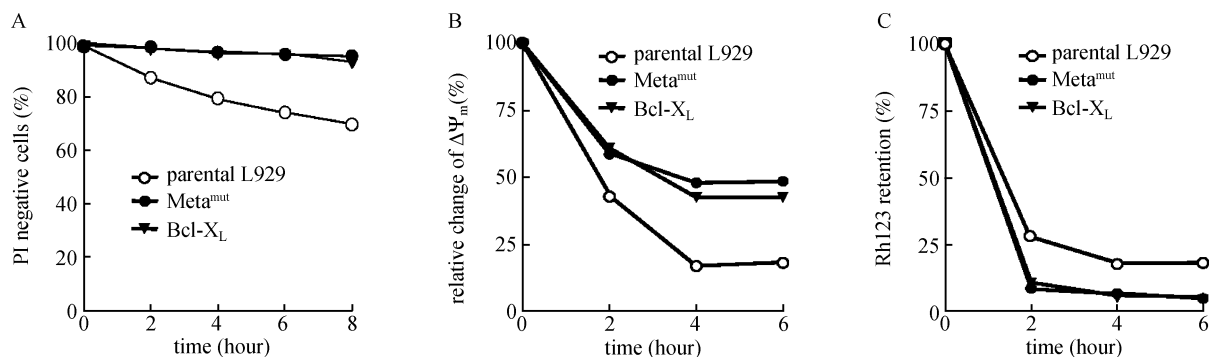 A
PI negative cells (%)
100
80
60
40
20
0
parental L929
Meta^mut
Bcl-X_L
0 2 4 6 8
time (hour)
B
relative change of ΔΨ_m(%)
100
75
50
25
0
parental L929
Meta^mut
Bcl-X_L
0 2 4 6
time (hour)
C
Rh123 retention (%)
100
75
50
25
0
parental L929
Meta^mut
Bcl-X_L
0 2 4 6
time (hour)